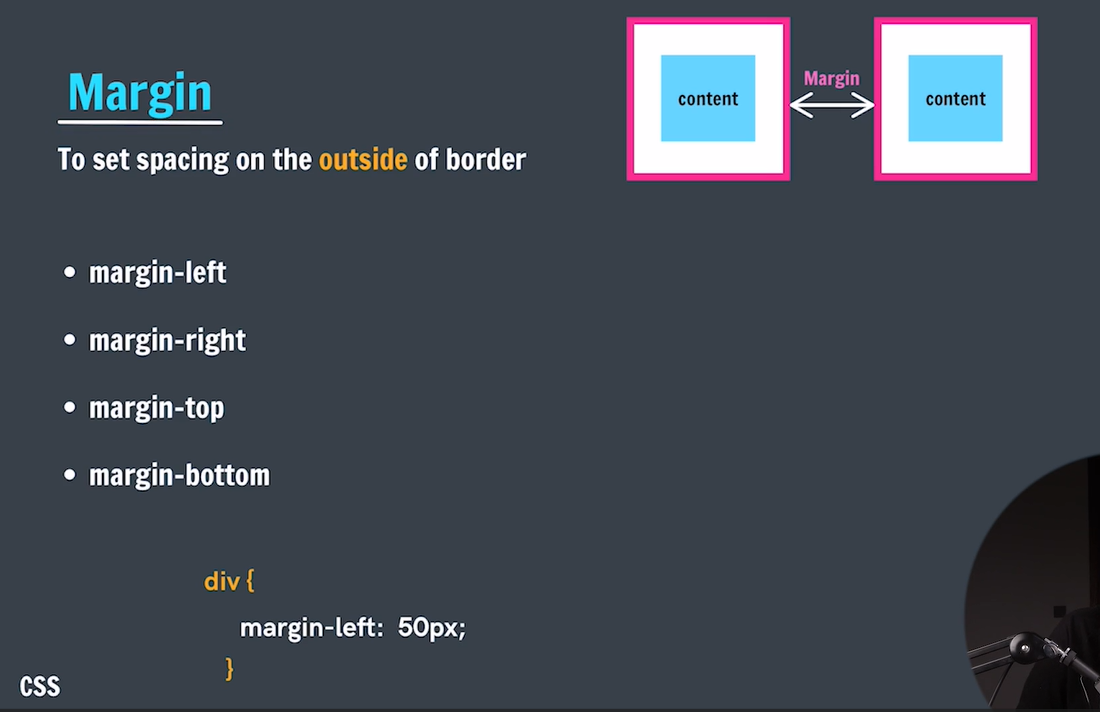 Margin
To set spacing on the outside of border
content
Margin
content
• margin-left
• margin-right
• margin-top
• margin-bottom
div {
margin-left: 50px;
}
CSS